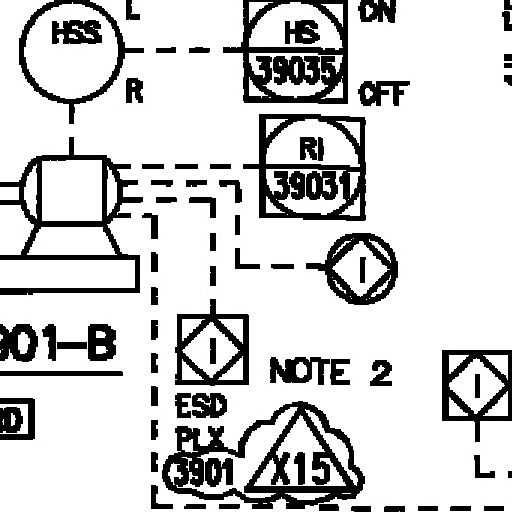 L
HSS
R
HS
39035
ON
OFF
RI
39031
I
I
901-B
NOTE 2
I
ESD
PLX
3901
X15